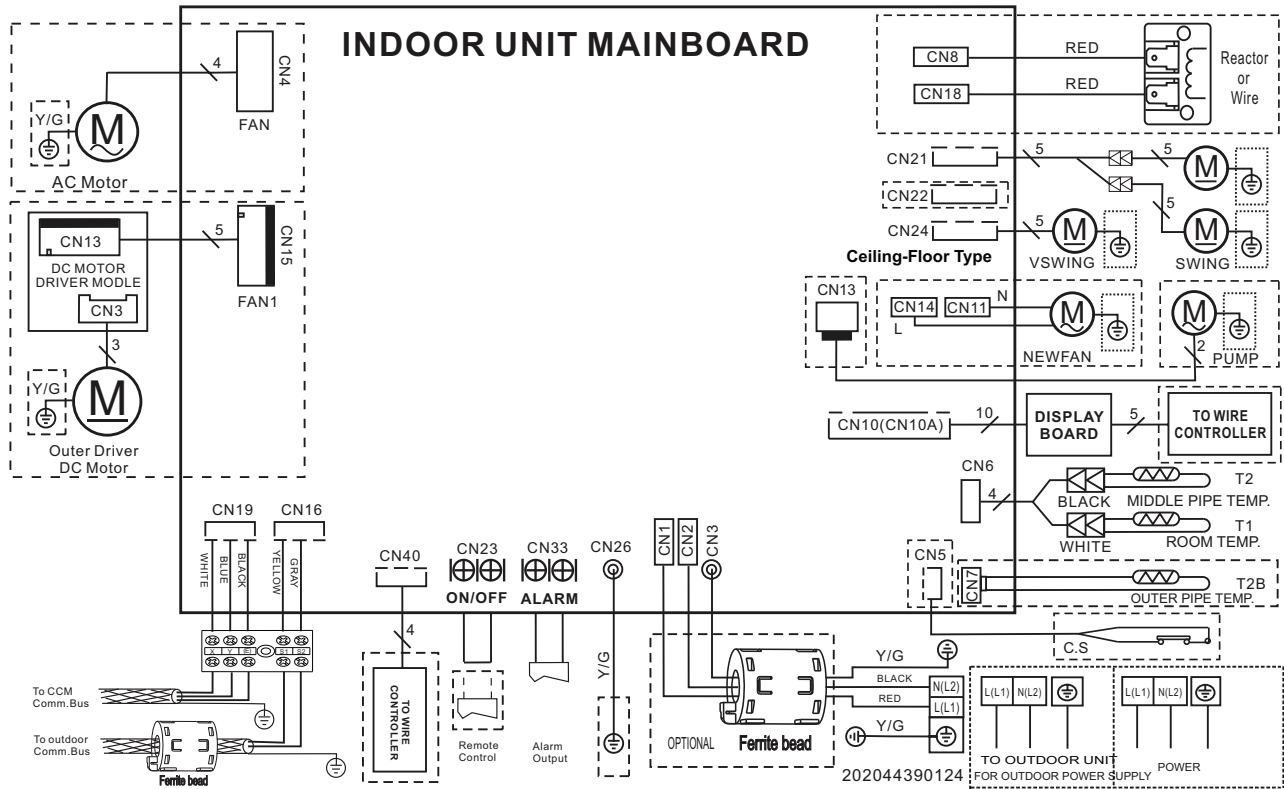 INDOOR UNIT MAINBOARD
4
CN4
FAN
Y/G
M
AC Motor
CN13
DC MOTOR
DRIVER MODLE
CN3
5
CN15
FAN1
3
Y/G
M
Outer Driver
DC Motor
CN8
RED
CN18
RED
Reactor
or
Wire
CN21
5
5
M
CN22
5
CN24
5
M
M
VSWING
SWING
Ceiling-Floor Type
CN13
CN14
CN11
N
L
M
NEWFAN
M
2
PUMP
CN10(CN10A)
10
DISPLAY
BOARD
5
TO WIRE
CONTROLLER
CN6
4
BLACK
T2
MIDDLE PIPE TEMP.
WHITE
T1
ROOM TEMP.
CN5
CN7
T2B
OUTER PIPE TEMP.
C.S
CN19
CN16
WHITE
BLUE
BLACK
YELLOW
GRAY
X
Y
(E)
S1
S2
To CCM
Comm.Bus
To outdoor
Comm.Bus
Ferrite bead
CN40
4
TO WIRE
CONTROLLER
CN23
ON/OFF
Remote
Control
CN33
ALARM
Alarm
Output
CN26
Y/G
CN1
CN2
CN3
OPTIONAL
Ferrite bead
Y/G
BLACK
RED
N(L2)
L(L1)
Y/G
202044390124
L(L1)
N(L2)
TO OUTDOOR UNIT
FOR OUTDOOR POWER SUPPLY
L(L1)
N(L2)
POWER